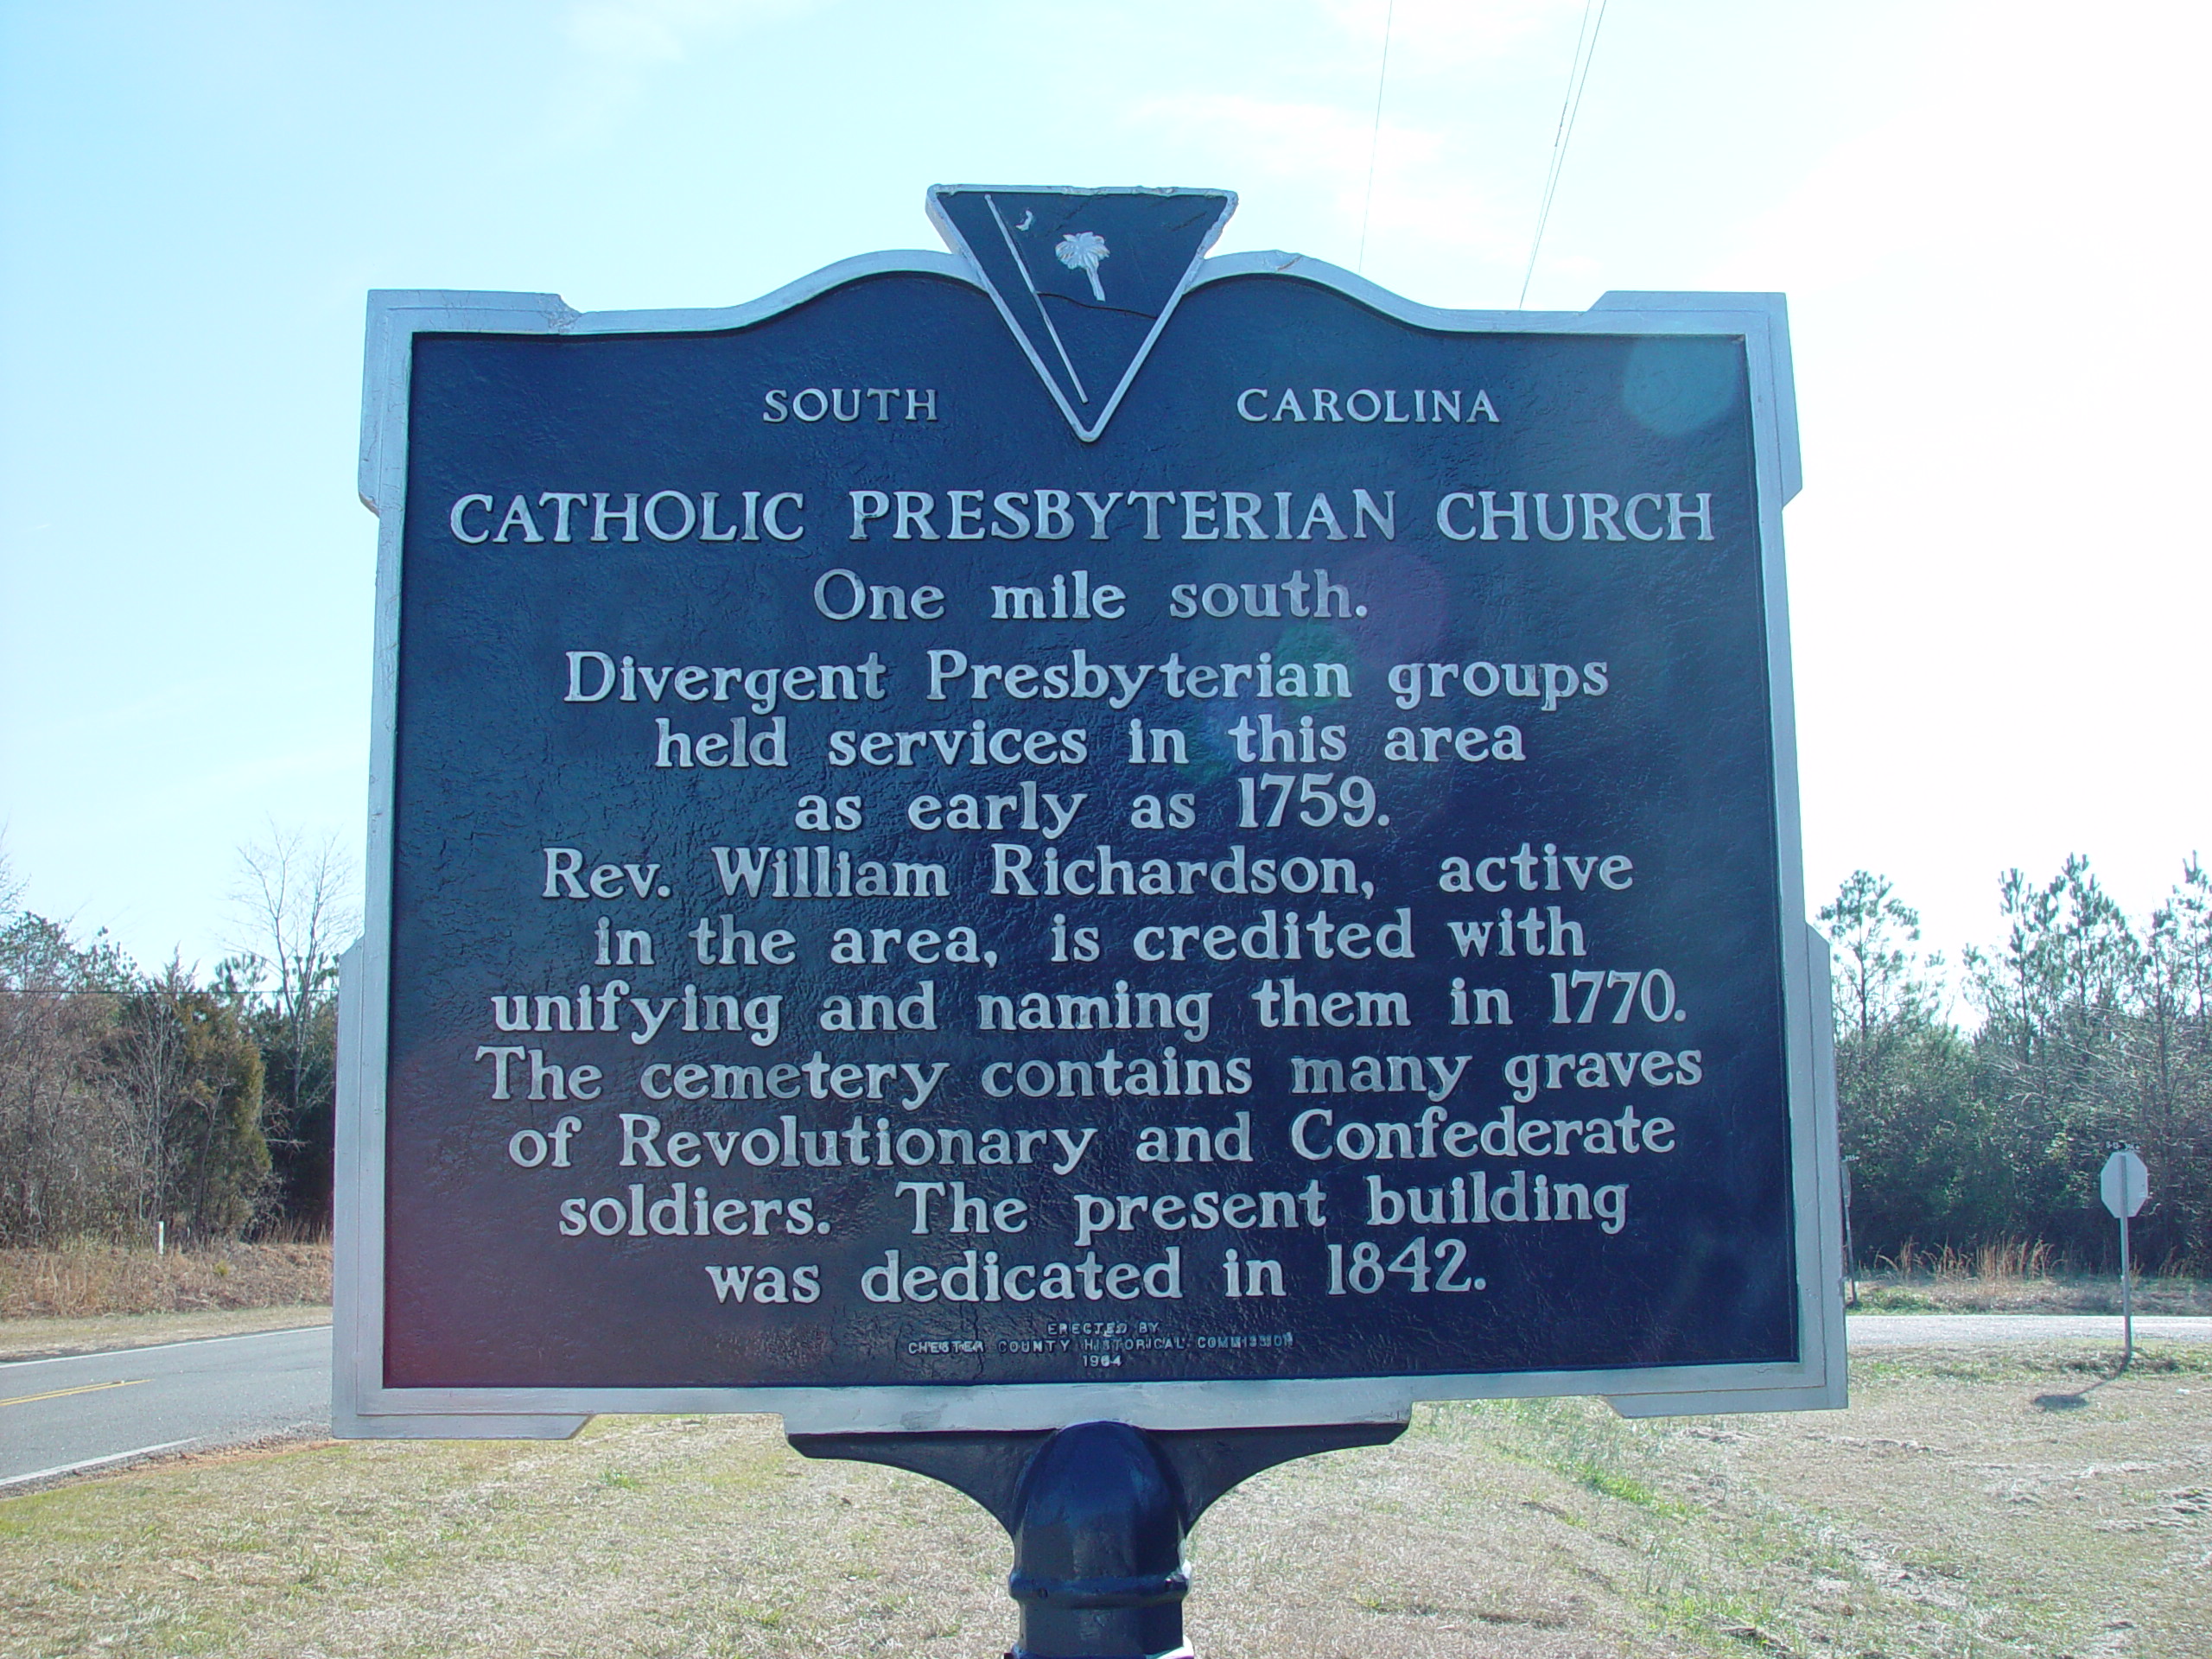 SOUTH CAROLINA
CATHOLIC PRESBYTERIAN CHURCH
One mile south.
Divergent Presbyterian groups
held services in this area
as early as 1759.
Rev. William Richardson, active
in the area, is credited with
unifying and naming them in 1770.
The cemetery contains many graves
of Revolutionary and Confederate
soldiers. The present building
was dedicated in 1842.
ERECTED BY
CHESTER COUNTY HISTORICAL COMMISSION
1964